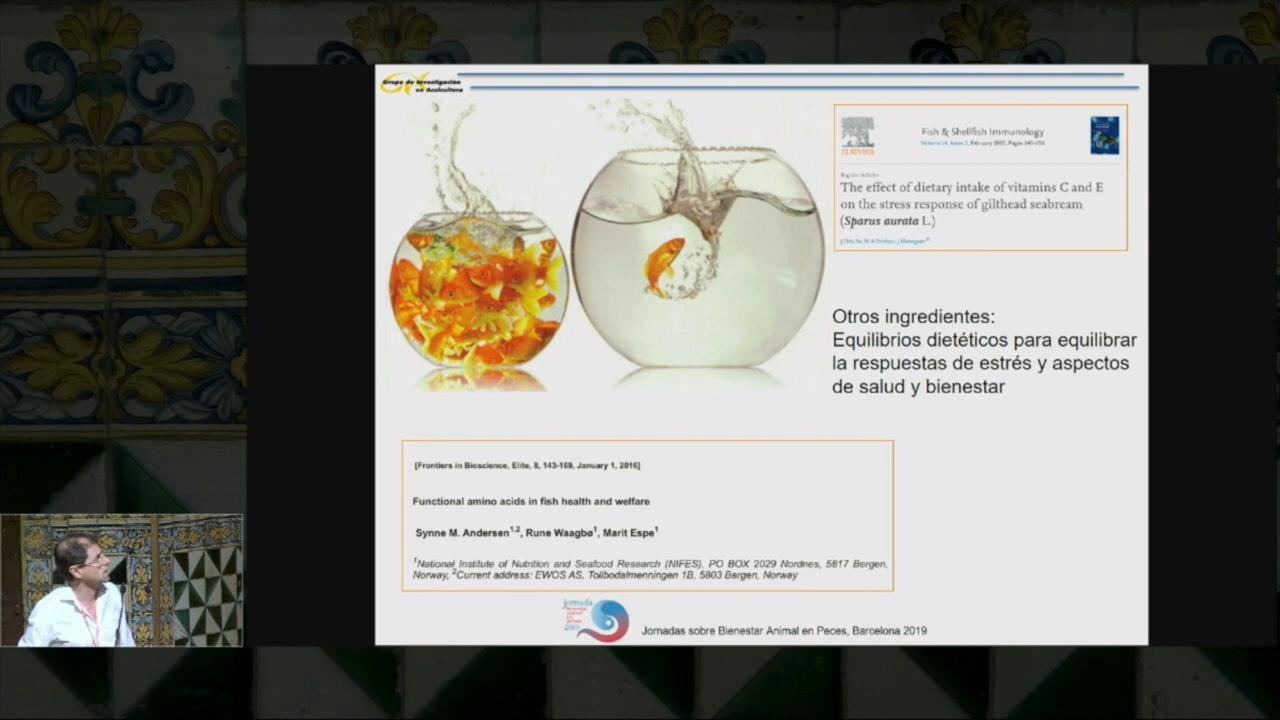 Grupo de Investigación
en Acuicultura
ELSEVIER
Fish & Shellfish Immunology
Regular Articles
The effect of dietary intake of vitamins C and E
on the stress response of gilthead seabream
(Sparus aurata L.)
Otros ingredientes:
Equilibrios dietéticos para equilibrar
la respuestas de estrés y aspectos
de salud y bienestar
[Frontiers in Bioscience, Elite, 8, 143-169, January 1, 2016]
Functional amino acids in fish health and welfare
Synne M. Andersen1,2, Rune Waagbø1, Marit Espe1
1National Institute of Nutrition and Seafood Research (NIFES), PO BOX 2029 Nordnes, 5817 Bergen,
Norway, 2Current address: EWOS AS, Tollbodalmenningen 1B, 5803 Bergen, Norway
jornada
2019
Jornadas sobre Bienestar Animal en Peces, Barcelona 2019